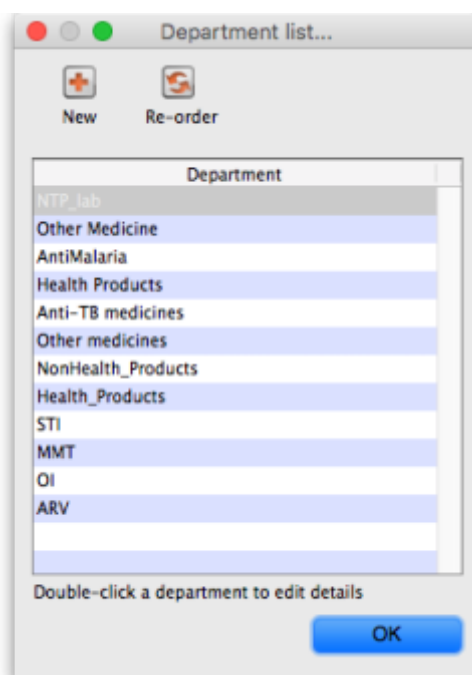 Department list...
New Re-order
Department
NTP_lab
Other Medicine
AntiMalaria
Health Products
Anti-TB medicines
Other medicines
NonHealth_Products
Health_Products
STI
MMT
OI
ARV
Double-click a department to edit details
OK